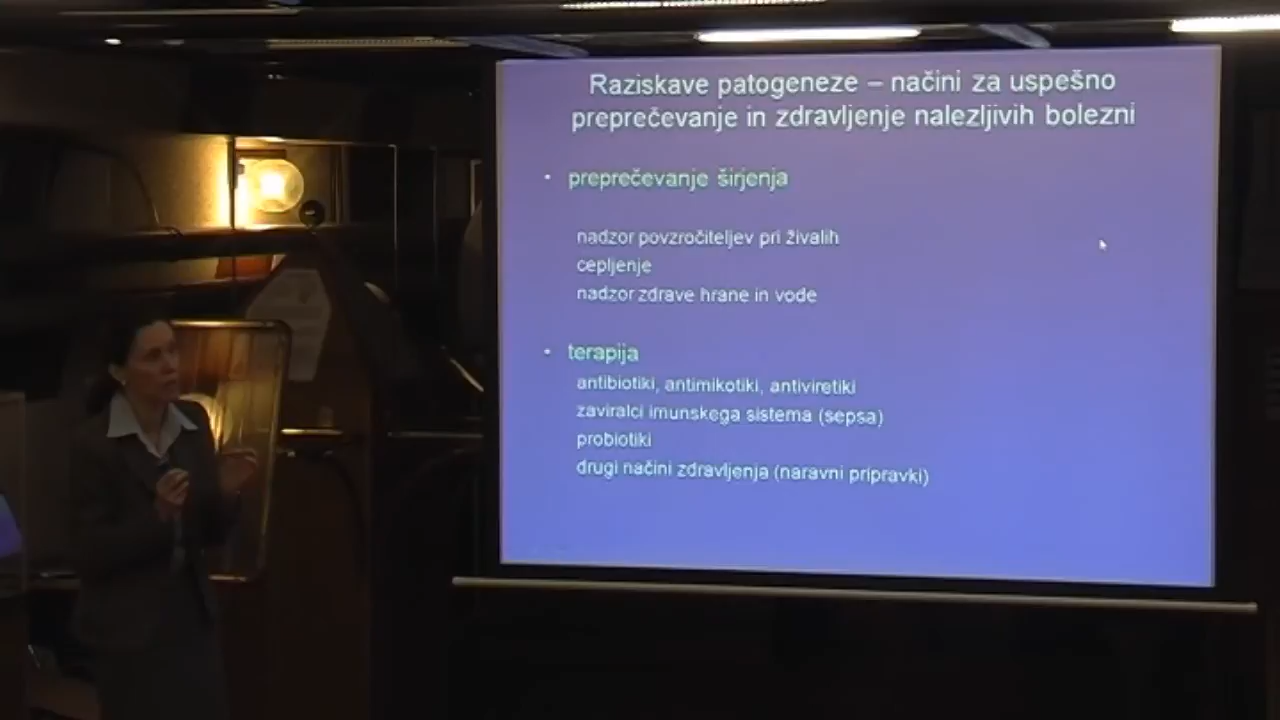 Raziskave patogeneze – načini za uspešno
preprečevanje in zdravljenje nalezljivih bolezni
• preprečevanje širjenja
nadzor povzročiteljev pri živalih
cepljenje
nadzor zdrave hrane in vode
• terapija
antibiotiki, antimikotiki, antiviretiki
zaviralci imunskega sistema (sepsa)
probiotiki
drugi načini zdravljenja (naravni pripravki)